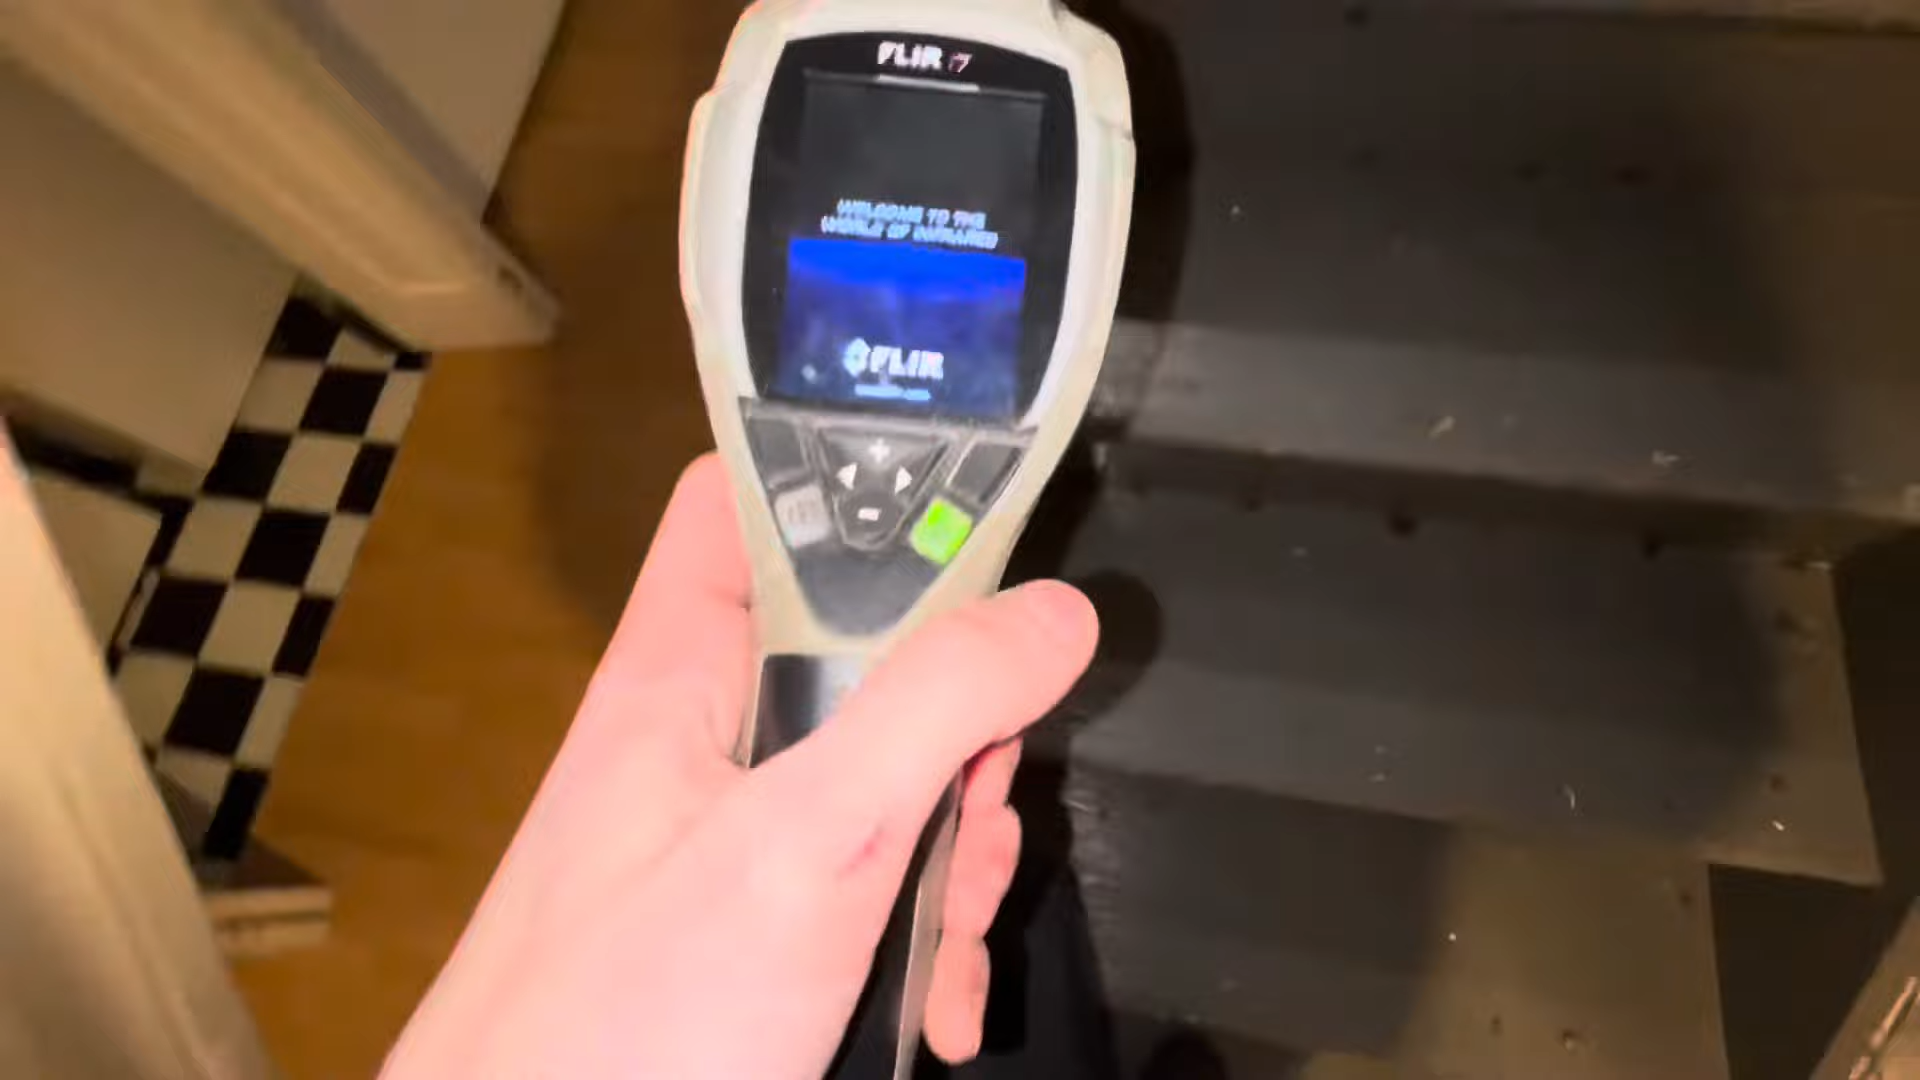 FLIR i7
WELCOME TO THE
WORLD OF INFRARED
FLIR